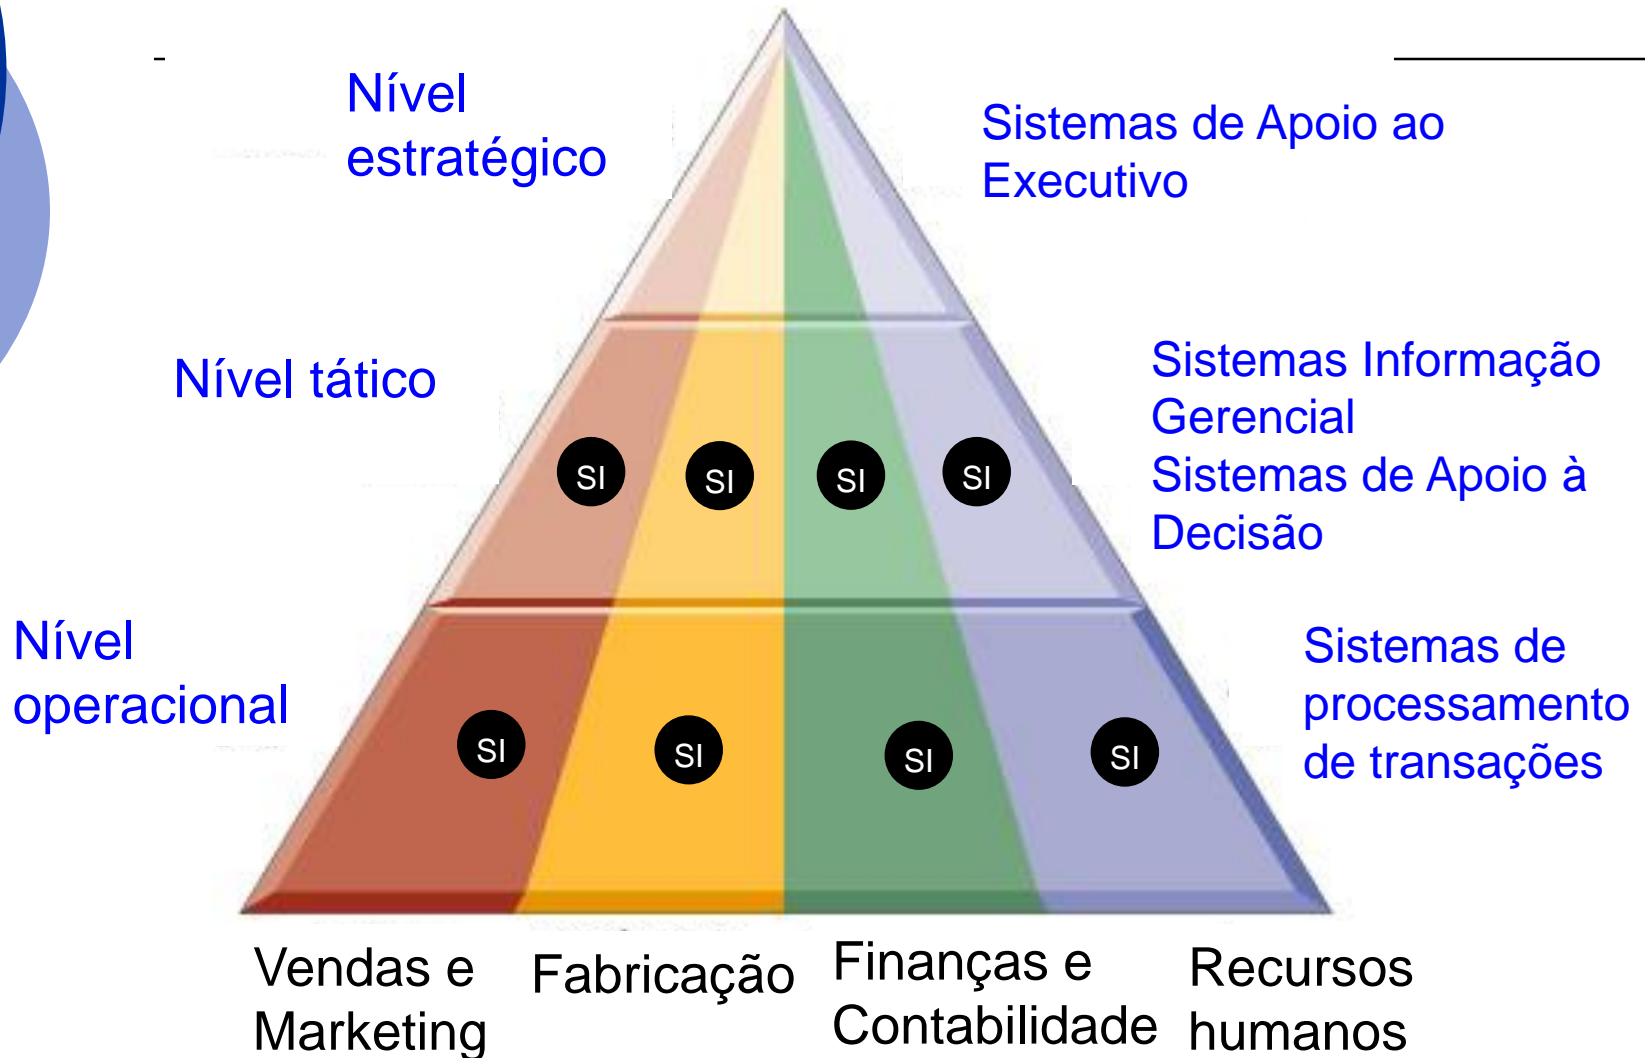 Nível
estratégico
Sistemas de Apoio ao
Executivo
Nível tático
Sistemas Informação
Gerencial
Sistemas de Apoio à
Decisão
SI
SI
SI
SI
Nível
operacional
Sistemas de
processamento
de transações
SI
SI
SI
SI
Vendas e
Marketing
Fabricação
Finanças e
Contabilidade
Recursos
humanos